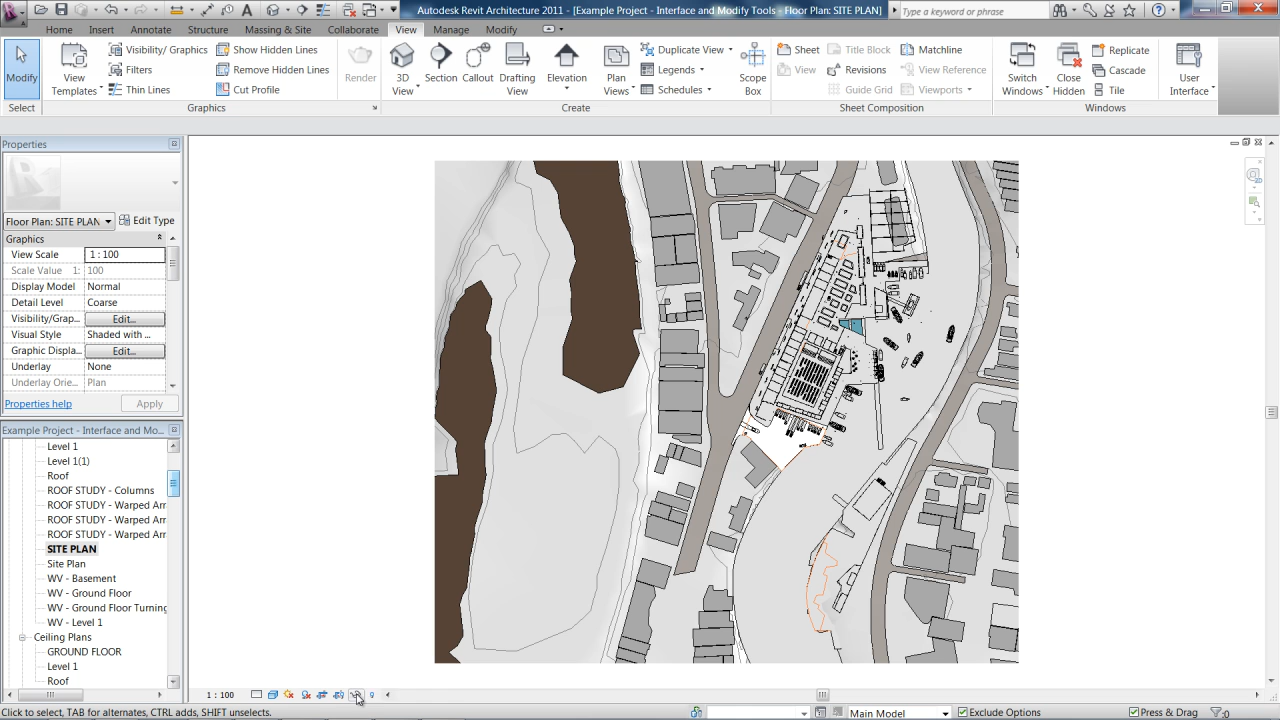 Autodesk Revit Architecture 2011 - [Example Project - Interface and Modify Tools - Floor Plan: SITE PLAN]
Type a keyword or phrase
Home Insert Annotate Structure Massing & Site Collaborate View Manage Modify
Modify
View Templates
Visibility/ Graphics
Filters
Thin Lines
Show Hidden Lines
Remove Hidden Lines
Cut Profile
Render
3D View
Section
Callout
Drafting View
Elevation
Plan Views
Duplicate View
Legends
Schedules
Scope Box
Sheet
View
Title Block
Revisions
Guide Grid
Matchline
View Reference
Viewports
Switch Windows
Close Hidden
Replicate
Cascade
Tile
User Interface
Select Graphics Create Sheet Composition Windows
Properties
Floor Plan: SITE PLAN Edit Type
Graphics
View Scale 1 : 100
Scale Value 1: 100
Display Model Normal
Detail Level Coarse
Visibility/Grap... Edit...
Visual Style Shaded with ...
Graphic Displa... Edit...
Underlay None
Underlay Orie... Plan
Properties help Apply
Example Project - Interface and Mo...
Level 1
Level 1(1)
Roof
ROOF STUDY - Columns
ROOF STUDY - Warped Arr
ROOF STUDY - Warped Arr
ROOF STUDY - Warped Arr
SITE PLAN
Site Plan
WV - Basement
WV - Ground Floor
WV - Ground Floor Turning
WV - Level 1
Ceiling Plans
GROUND FLOOR
Level 1
Roof
1 : 100
Click to select, TAB for alternates, CTRL adds, SHIFT unselects. Main Model Exclude Options Press & Drag :0